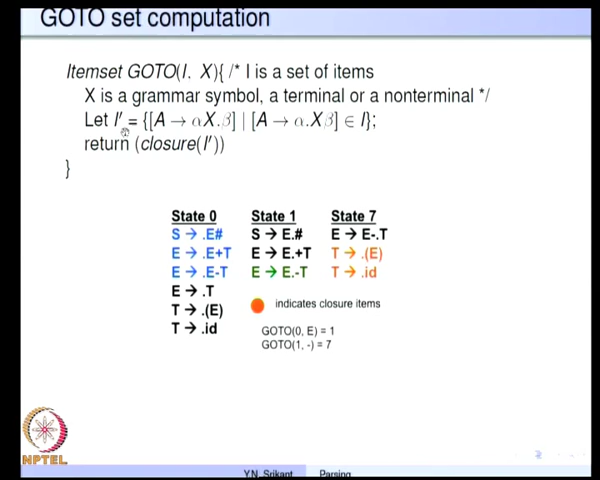 GOTO set computation
Itemset GOTO(I. X){ /* I is a set of items
X is a grammar symbol, a terminal or a nonterminal */
Let I′ = {[A → αX.β] | [A → α.Xβ] ∈ I};
return (closure(I′))
}
State 0 State 1 State 7
S → .E# S → E.# E → E-.T
E → .E+T E → E.+T T → .(E)
E → .E-T E → E.-T T → .id
E → .T
T → .(E)
T → .id
indicates closure items
GOTO(0, E) = 1
GOTO(1, -) = 7
NPTEL
Y.N. Srikant Parsing